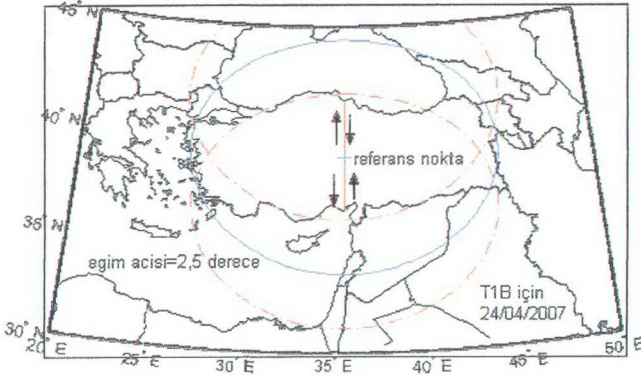 45° N
40° N
35° N
30° N
referans nokta
egim acisi=2,5 derece
T1B için
24/04/2007
20° E
25° E
30° E
35° E
40° E
45° E
50° E